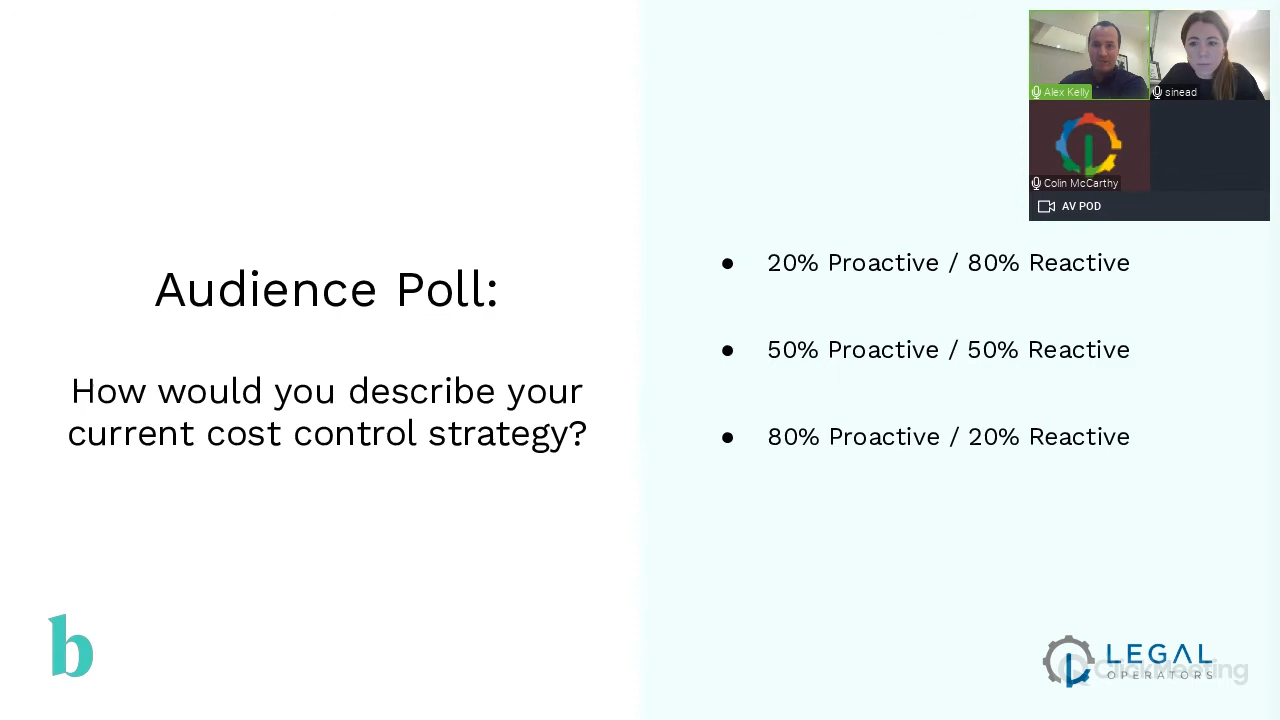 Alex Kelly
sinead
Colin McCarthy
AV POD
Audience Poll:
How would you describe your
current cost control strategy?
● 20% Proactive / 80% Reactive
● 50% Proactive / 50% Reactive
● 80% Proactive / 20% Reactive
b
LEGAL
OPERATORS
ClickMeeting